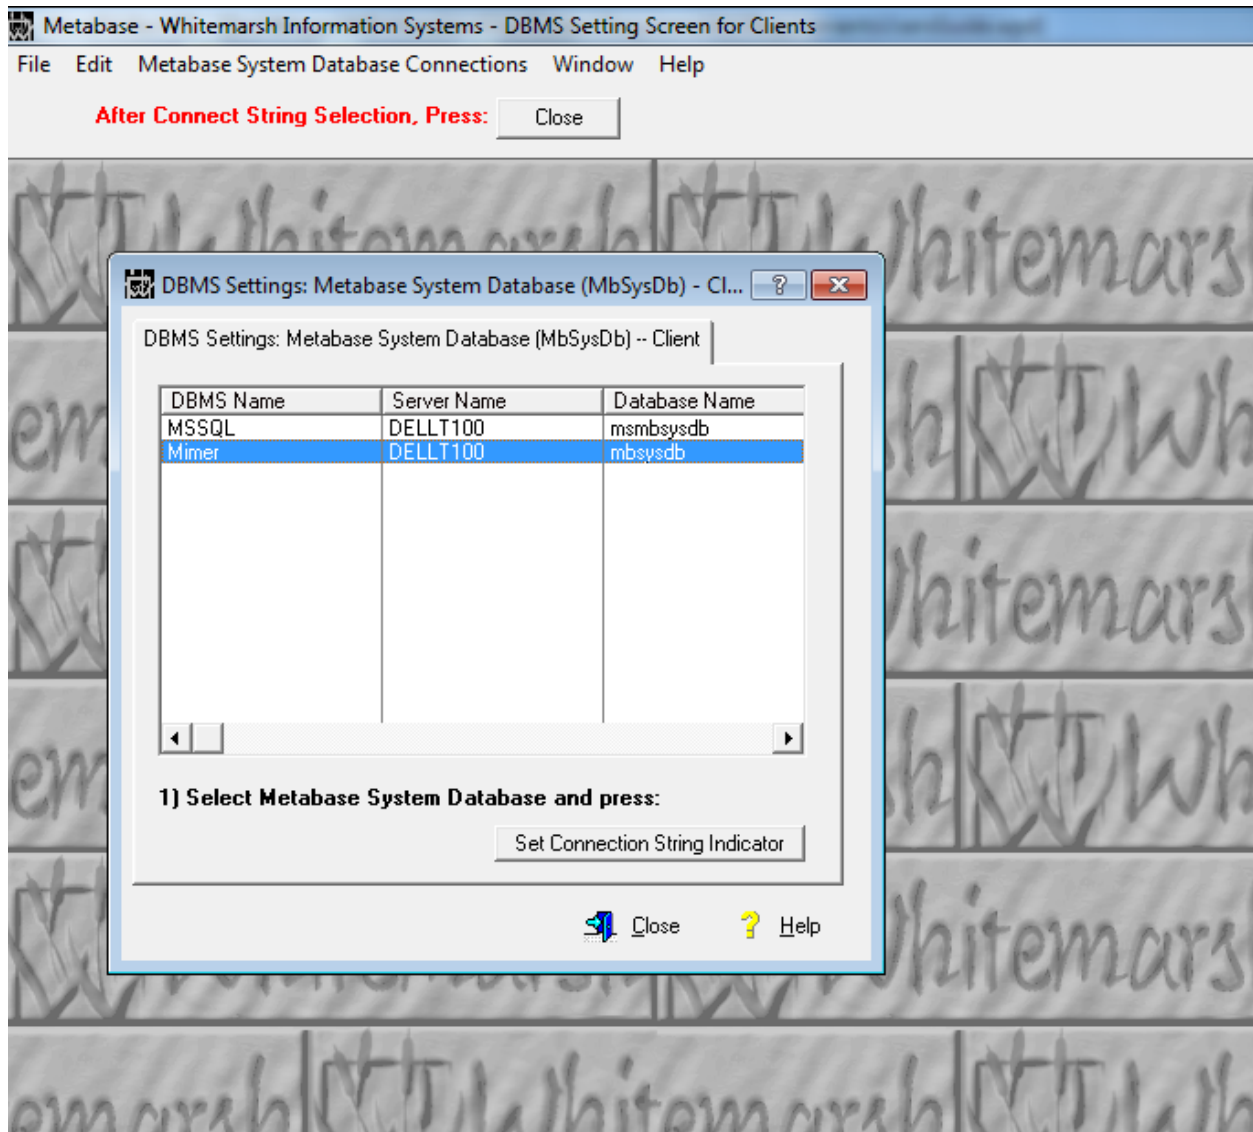 Metabase - Whitemarsh Information Systems - DBMS Setting Screen for Clients
File Edit Metabase System Database Connections Window Help
After Connect String Selection, Press: Close
DBMS Settings: Metabase System Database (MbSysDb) - Cl...
DBMS Settings: Metabase System Database (MbSysDb) -- Client
DBMS Name Server Name Database Name
MSSQL DELLT100 msmbsysdb
Mimer DELLT100 mbsysdb
1) Select Metabase System Database and press:
Set Connection String Indicator
Close Help
Whitemarsh